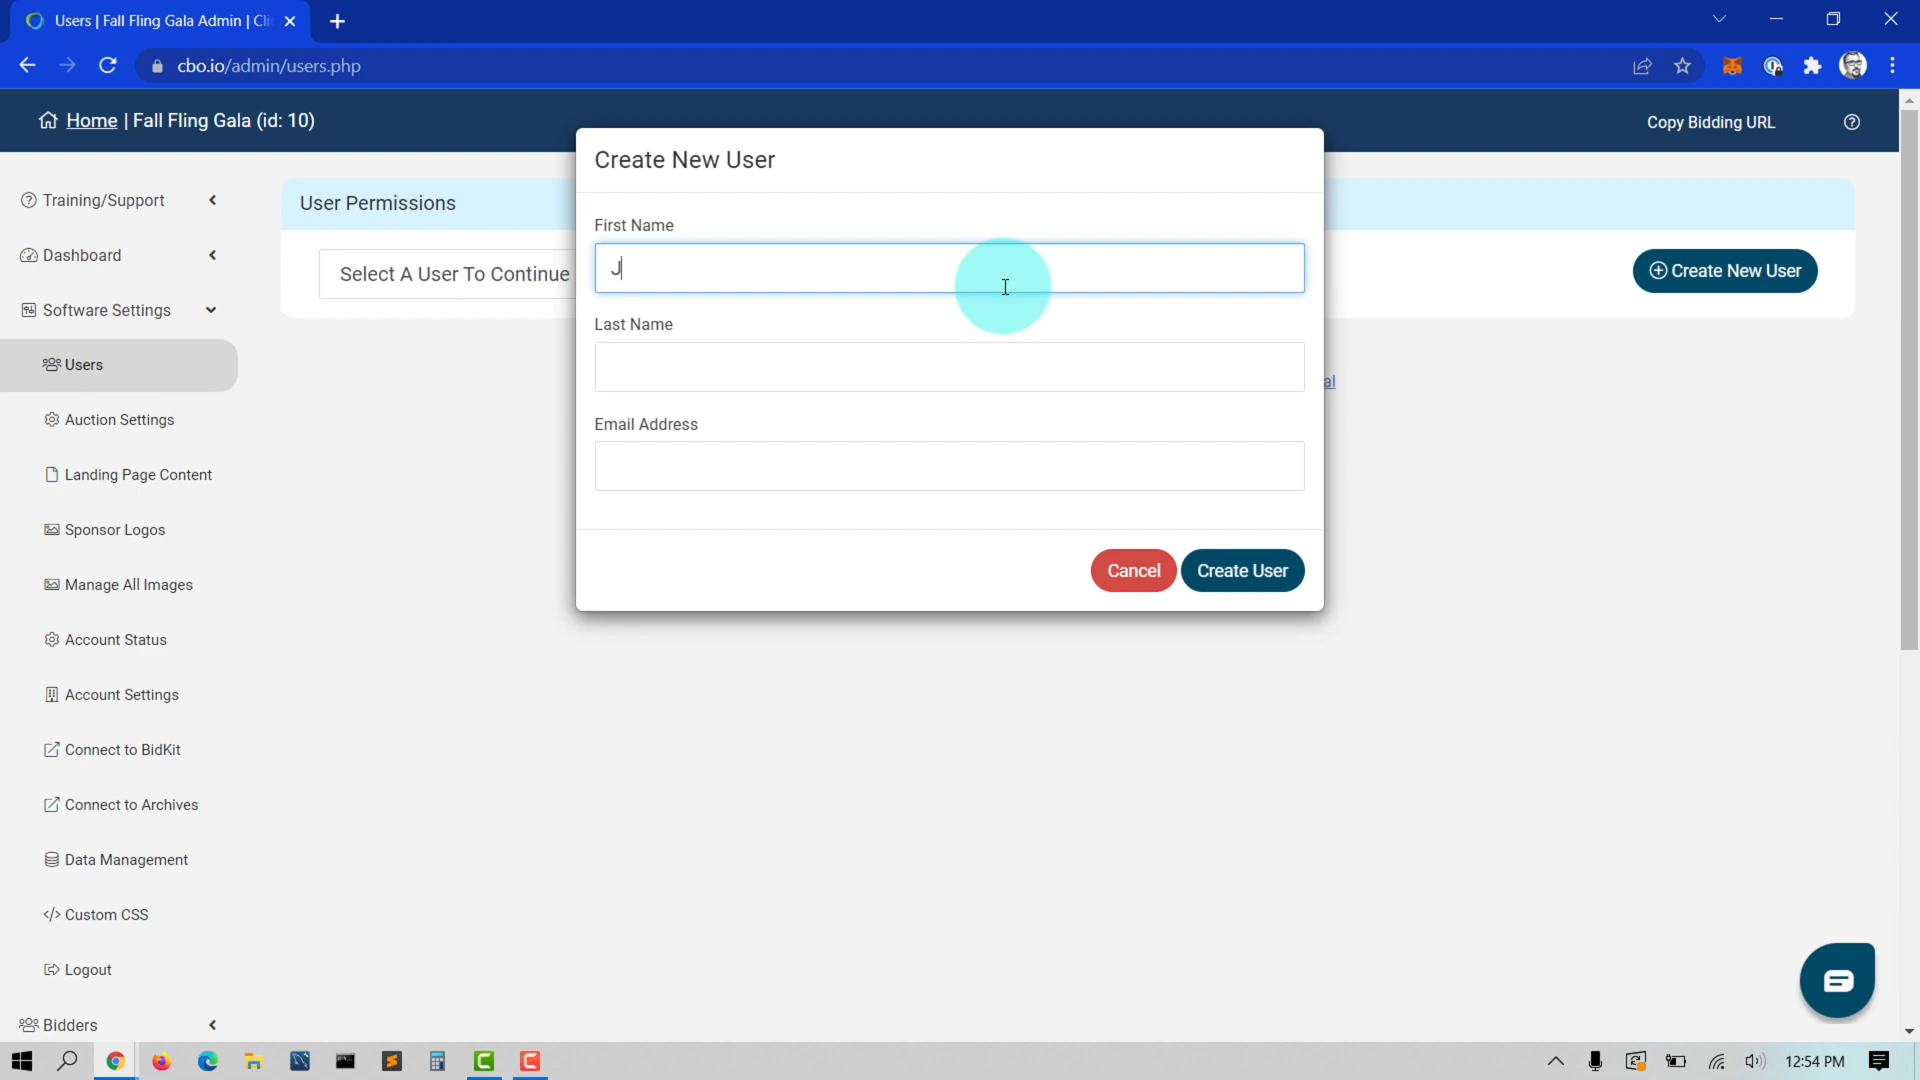 Users | Fall Fling Gala Admin | Cli
cbo.io/admin/users.php
Home | Fall Fling Gala (id: 10)
Copy Bidding URL
Training/Support
Dashboard
Software Settings
Users
Auction Settings
Landing Page Content
Sponsor Logos
Manage All Images
Account Status
Account Settings
Connect to BidKit
Connect to Archives
Data Management
Custom CSS
Logout
Bidders
User Permissions
Select A User To Continue
Create New User
al
Create New User
First Name
J
Last Name
Email Address
Cancel Create User
12:54 PM